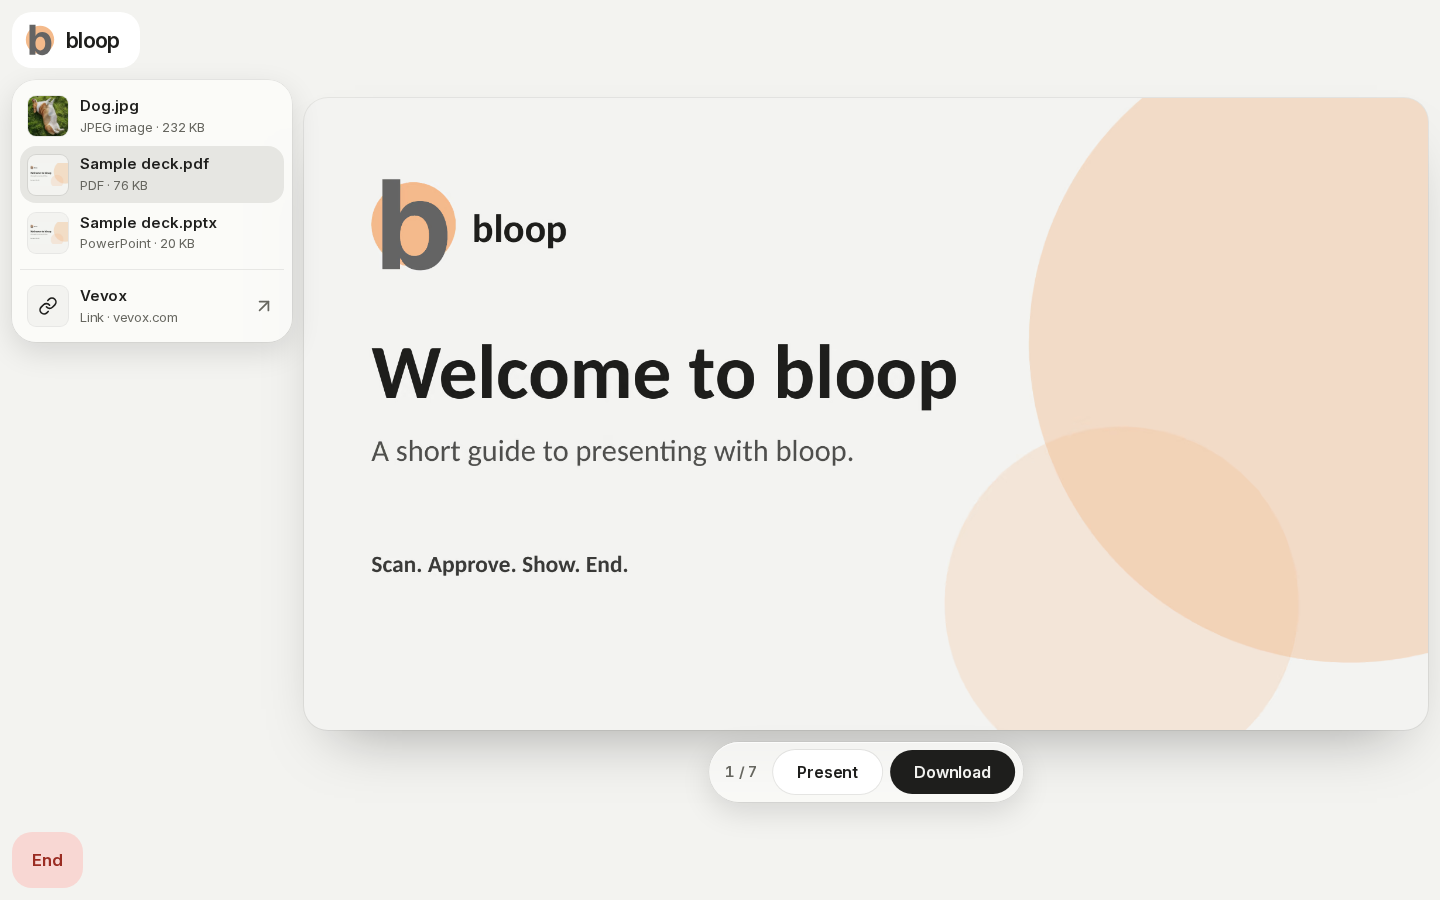 b bloop
Dog.jpg
JPEG image · 232 KB
Sample deck.pdf
PDF · 76 KB
Sample deck.pptx
PowerPoint · 20 KB
Vevox
Link · vevox.com
b bloop
Welcome to bloop
A short guide to presenting with bloop.
Scan. Approve. Show. End.
1 / 7 Present Download
End